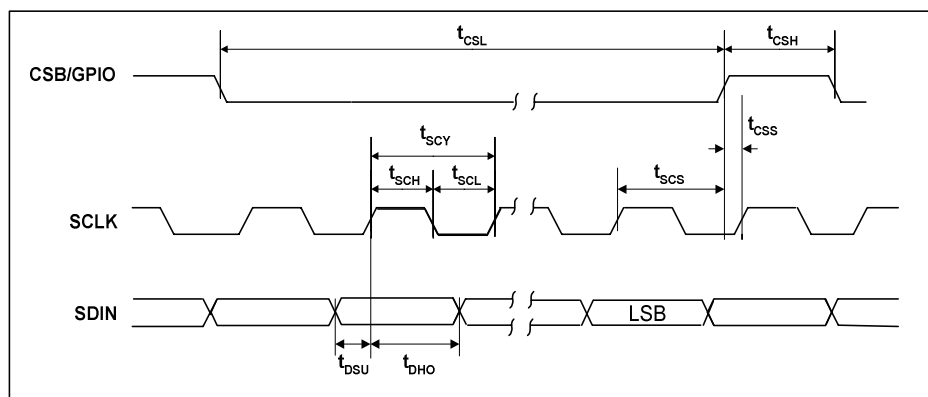 tCSL
tCSH
CSB/GPIO
tCSS
tSCY
tSCH
tSCL
tSCS
SCLK
SDIN
LSB
tDSU
tDHO